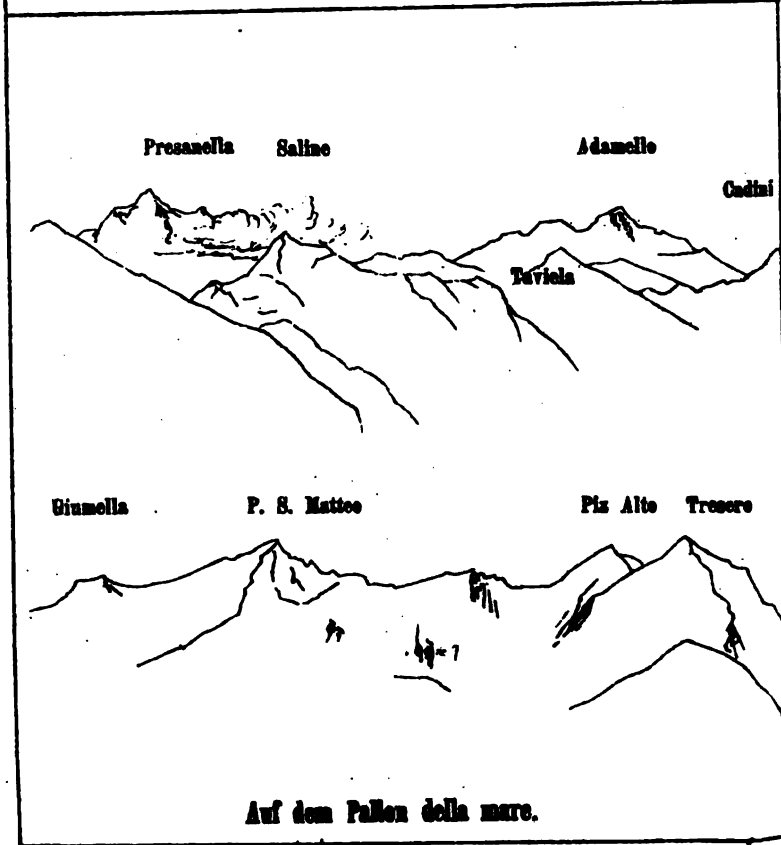 Presanella Saline Adamello
Cadini
Taviela
Giumella P. S. Matteo Piz Alto Tresero
Auf dem Pallon della mare.